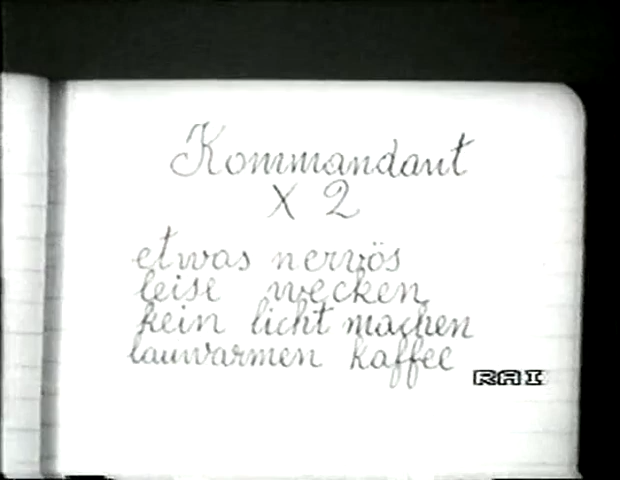 Kommandant
X 2
etwas nervös
leise wecken
kein licht machen
lauwarmen kaffee
RAI